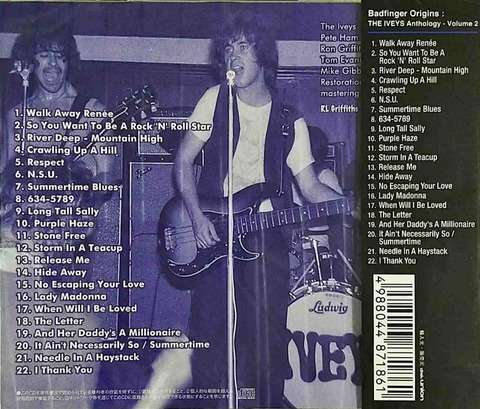 The Iveys
Pete Ham
Ron Griffit
Tom Evans
Mike Gibb
Restoration
mastering
RL Griffiths
1. Walk Away Renée
2. So You Want To Be A Rock 'N' Roll Star
3. River Deep - Mountain High
4. Crawling Up A Hill
5. Respect
6. N.S.U.
7. Summertime Blues
8. 634-5789
9. Long Tall Sally
10. Purple Haze
11. Stone Free
12. Storm In A Teacup
13. Release Me
14. Hide Away
15. No Escaping Your Love
16. Lady Madonna
17. When Will I Be Loved
18. The Letter
19. And Her Daddy's A Millionaire
20. It Ain't Necessarily So / Summertime
21. Needle In A Haystack
22. I Thank You
Ludwig
IVEY
Badfinger Origins :
THE IVEYS Anthology - Volume 2
1. Walk Away Renée
2. So You Want To Be A
Rock 'N' Roll Star
3. River Deep - Mountain High
4. Crawling Up A Hill
5. Respect
6. N.S.U.
7. Summertime Blues
8. 634-5789
9. Long Tall Sally
10. Purple Haze
11. Stone Free
12. Storm In A Teacup
13. Release Me
14. Hide Away
15. No Escaping Your Love
16. Lady Madonna
17. When Will I Be Loved
18. The Letter
19. And Her Daddy's A Millionaire
20. It Ain't Necessarily So /
Summertime
21. Needle In A Haystack
22. I Thank You
4 980044 877867